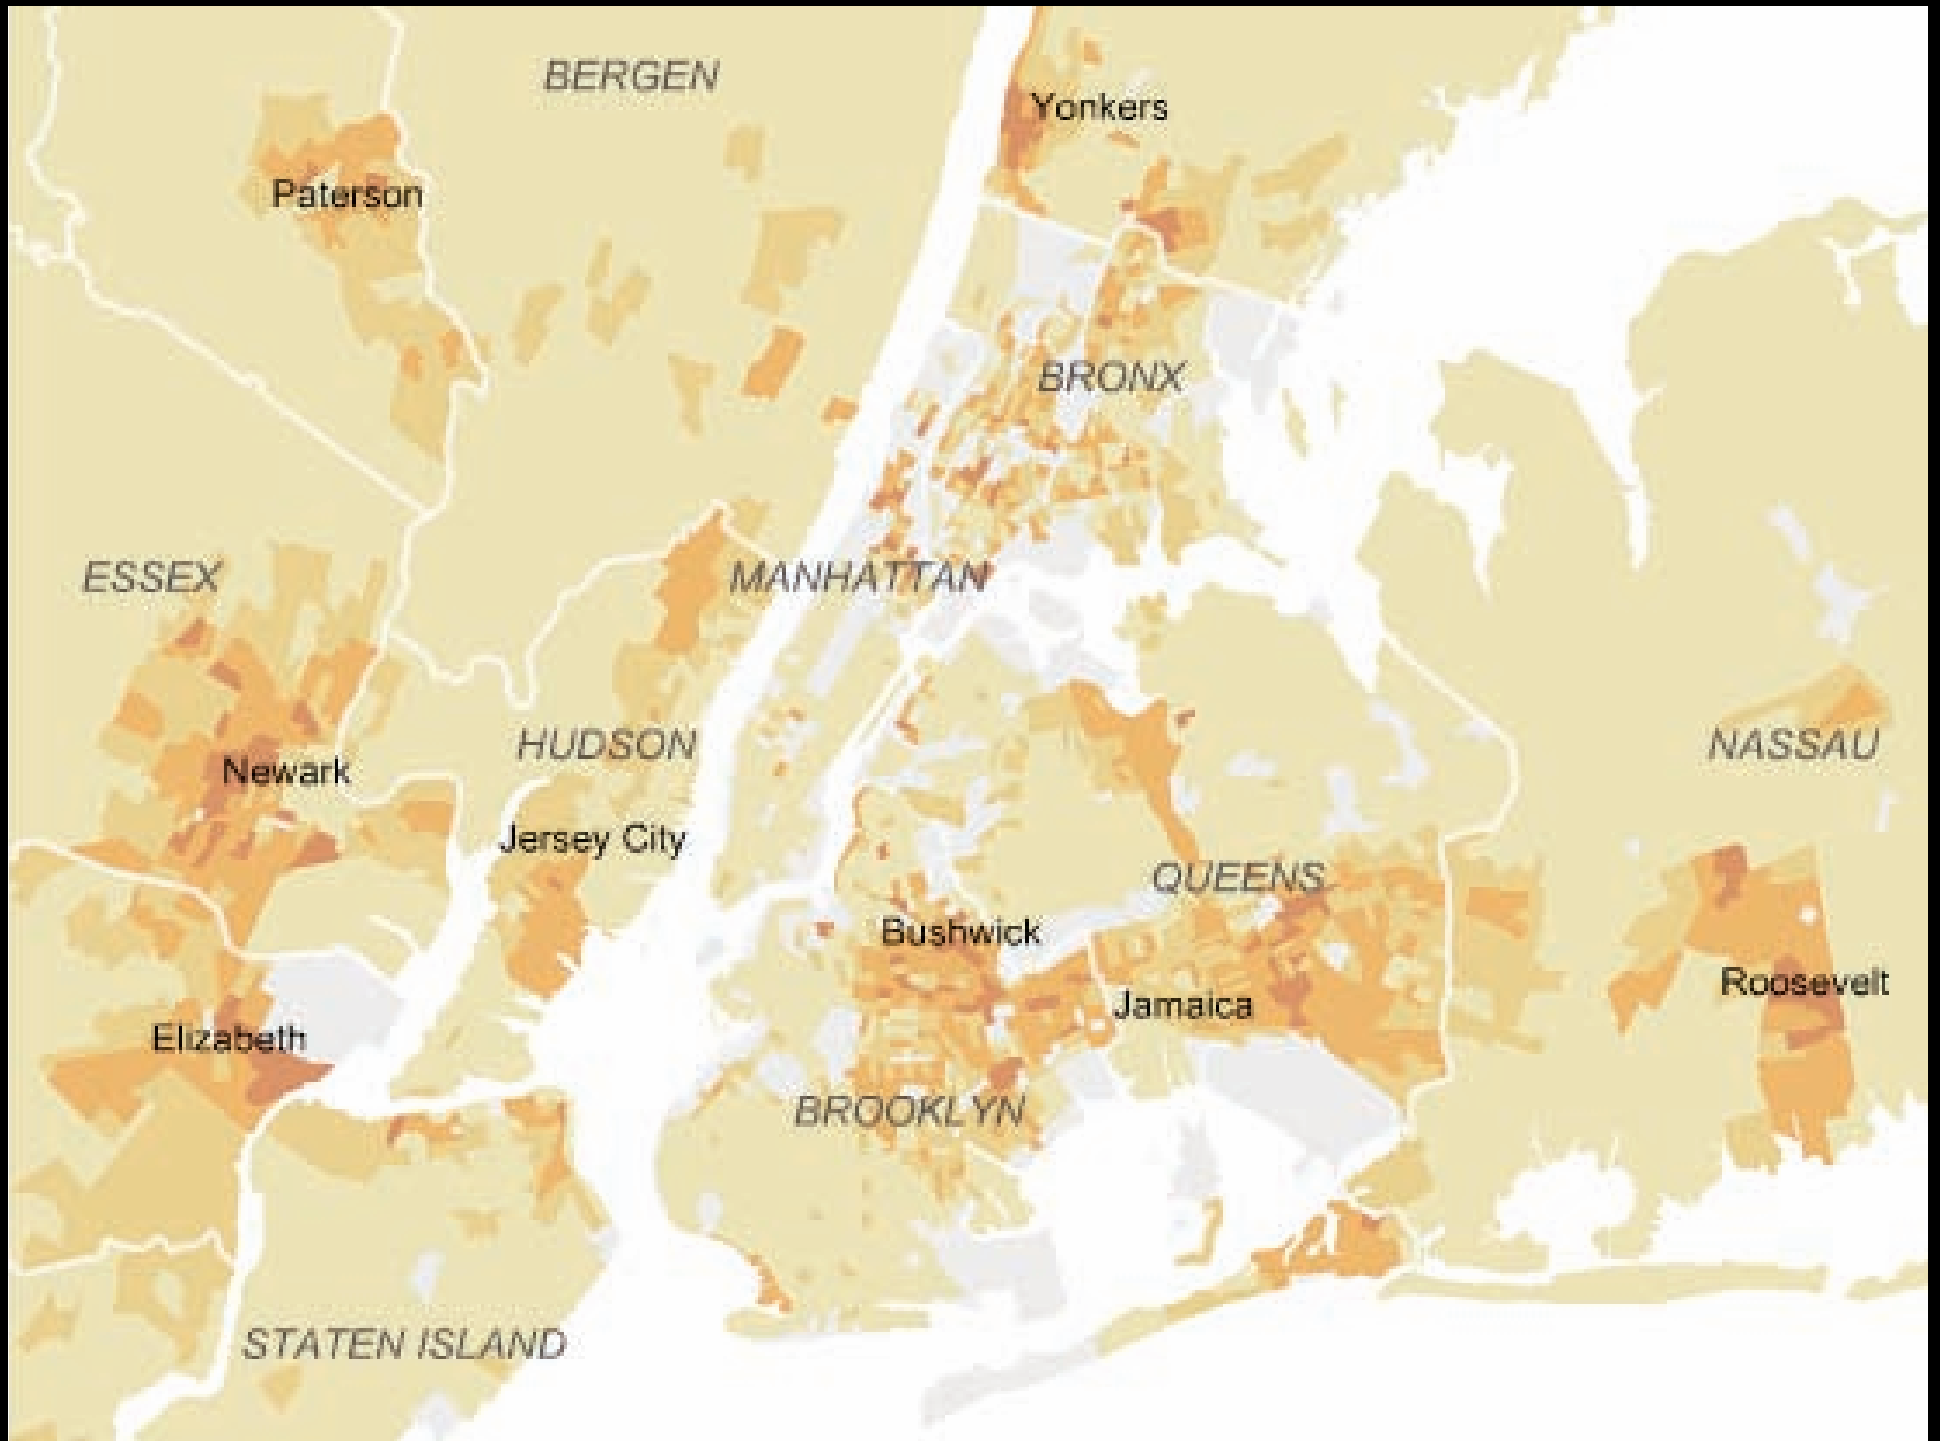 BERGEN
Yonkers
Paterson
BRONX
ESSEX
MANHATTAN
HUDSON
NASSAU
Newark
Jersey City
QUEENS
Bushwick
Roosevelt
Jamaica
Elizabeth
BROOKLYN
STATEN ISLAND